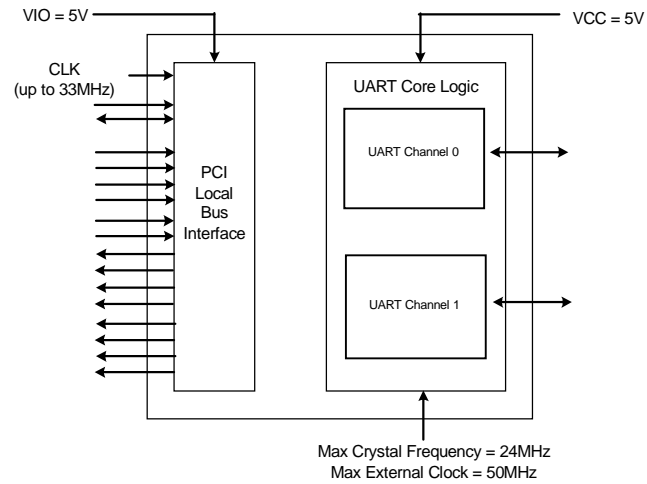 VIO = 5V
VCC = 5V
CLK
(up to 33MHz)
PCI
Local
Bus
Interface
UART Core Logic
UART Channel 0
UART Channel 1
Max Crystal Frequency = 24MHz
Max External Clock = 50MHz